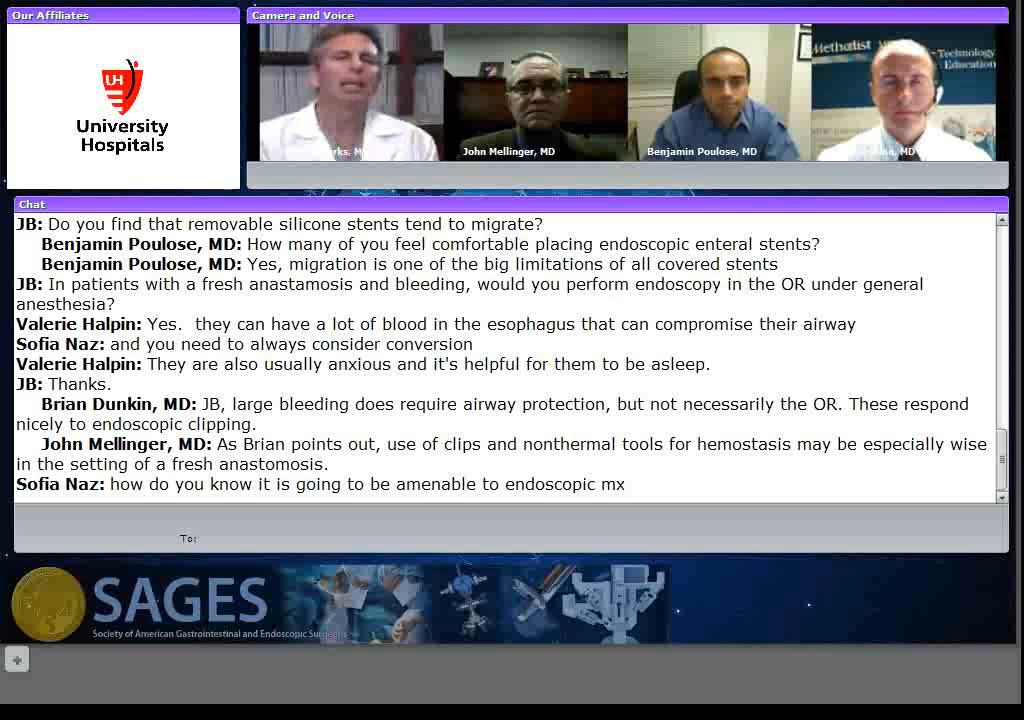 Our Affiliates
Camera and Voice
UH
University
Hospitals
John Mellinger, MD
Benjamin Poulose, MD
MD
Methodist
Technology
Education
Chat
JB: Do you find that removable silicone stents tend to migrate?
Benjamin Poulose, MD: How many of you feel comfortable placing endoscopic enteral stents?
Benjamin Poulose, MD: Yes, migration is one of the big limitations of all covered stents
JB: In patients with a fresh anastamosis and bleeding, would you perform endoscopy in the OR under general
anesthesia?
Valerie Halpin: Yes.  they can have a lot of blood in the esophagus that can compromise their airway
Sofia Naz: and you need to always consider conversion
Valerie Halpin: They are also usually anxious and it's helpful for them to be asleep.
JB: Thanks.
Brian Dunkin, MD: JB, large bleeding does require airway protection, but not necessarily the OR. These respond
nicely to endoscopic clipping.
John Mellinger, MD: As Brian points out, use of clips and nonthermal tools for hemostasis may be especially wise
in the setting of a fresh anastomosis.
Sofia Naz: how do you know it is going to be amenable to endoscopic mx
To:
SAGES
Society of American Gastrointestinal and Endoscopic Surgeons